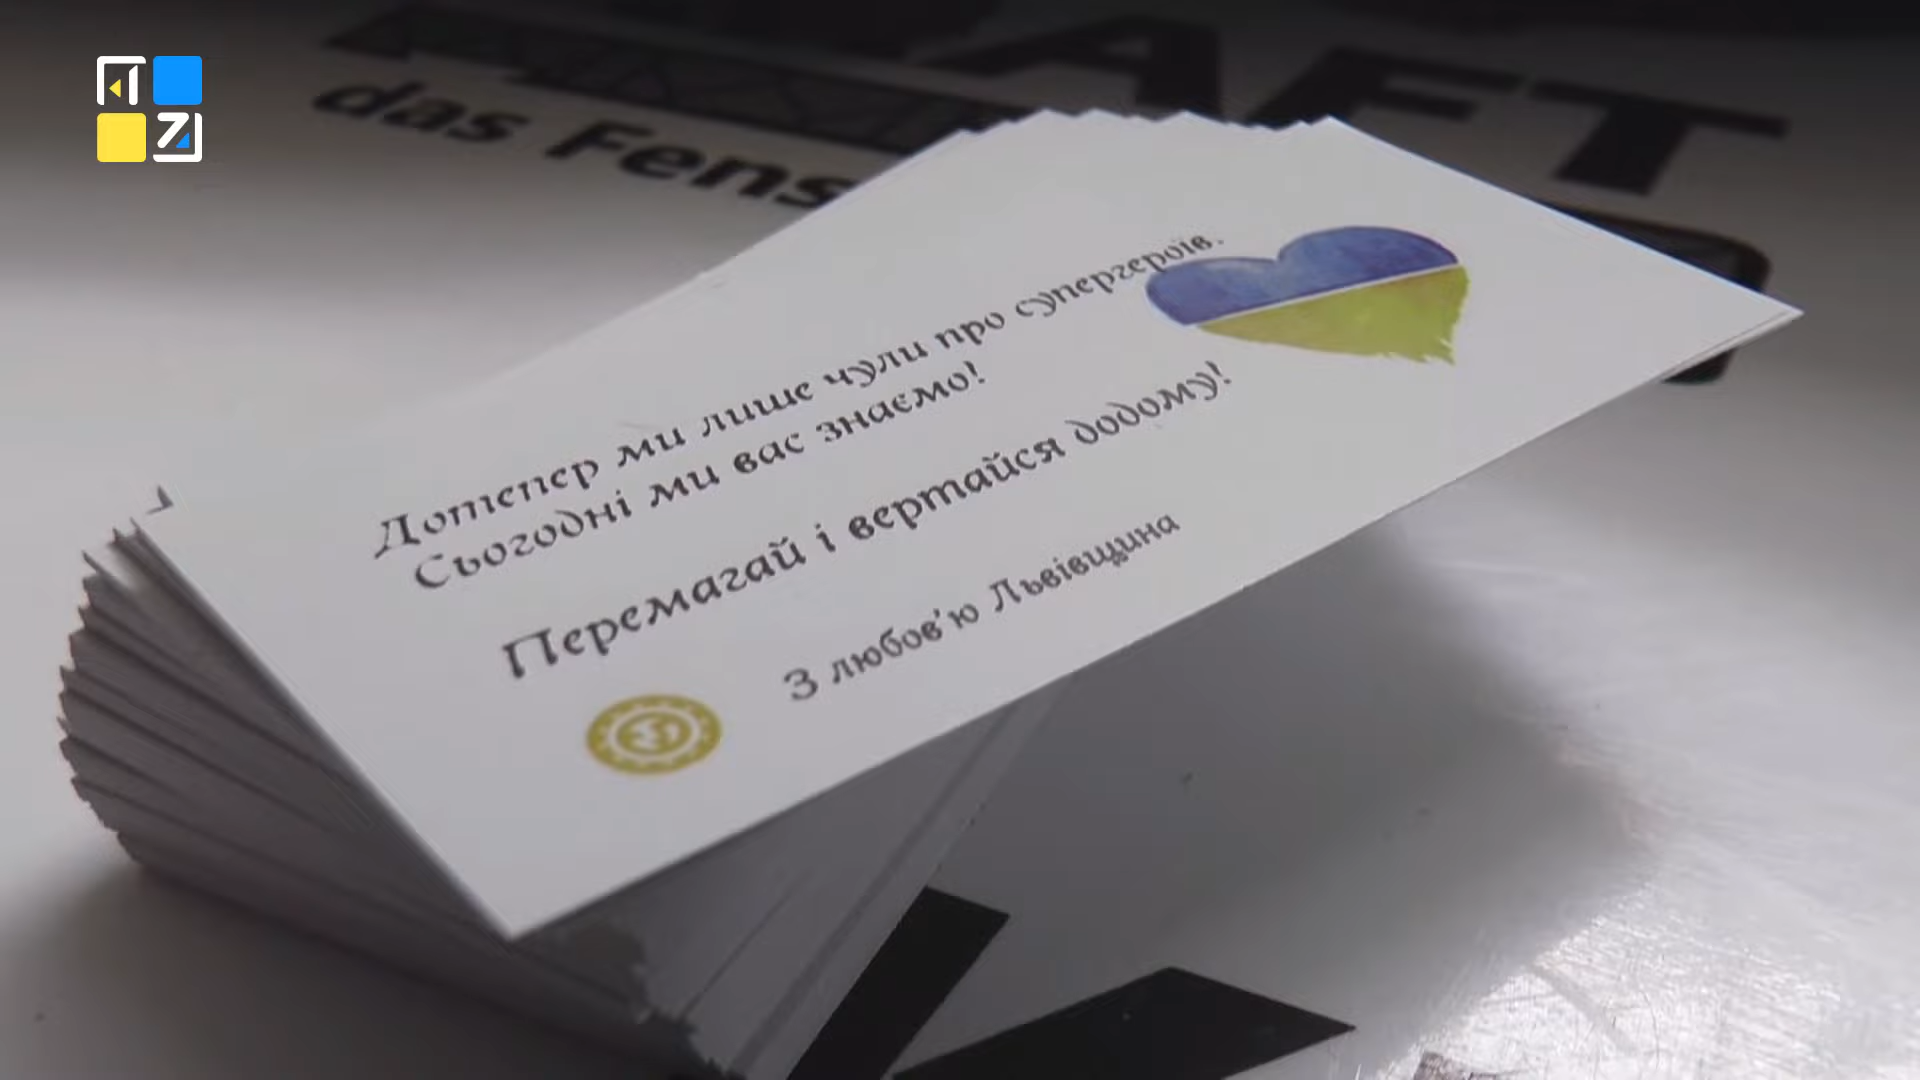 AFT
das Fens
Дотепер ми лише чули про супергероїв.
Сьогодні ми вас знаємо!
Перемагай і вертайся додому!
З любов'ю Львівщина